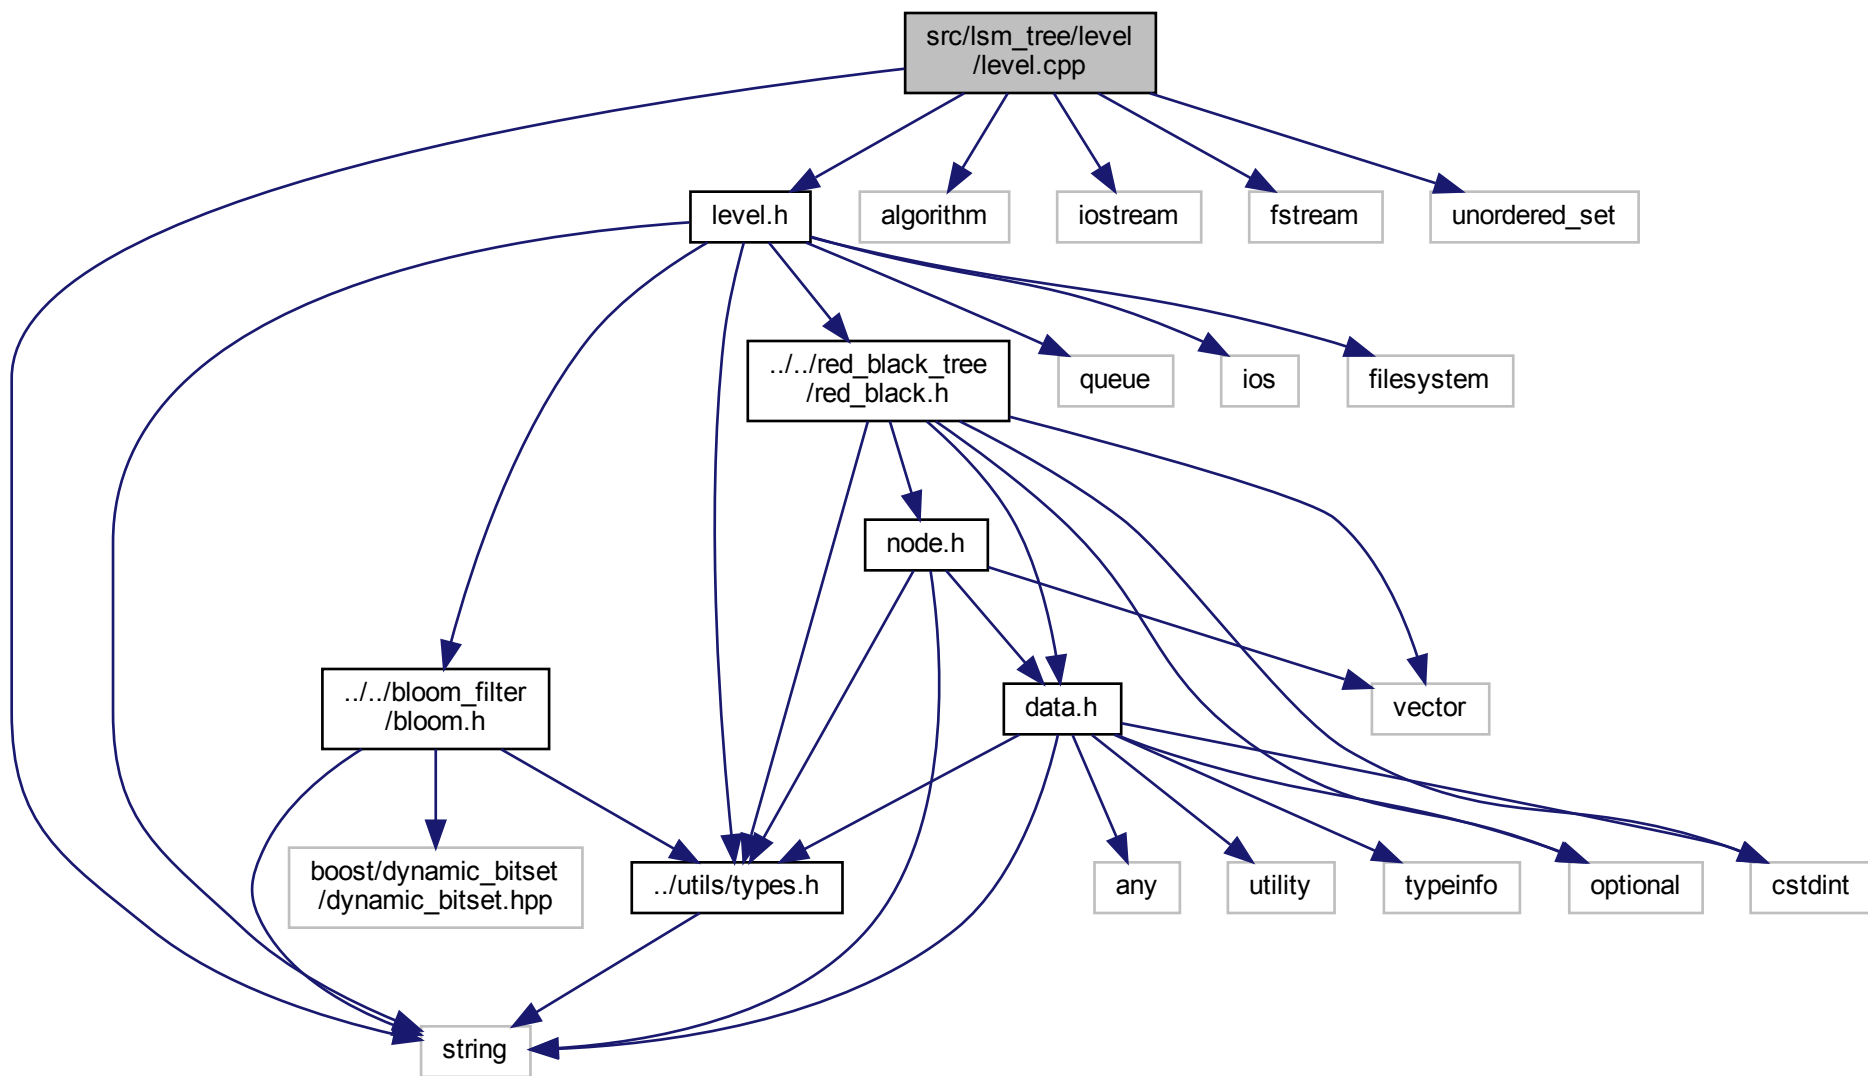 src/lsm_tree/level
/level.cpp
level.h
algorithm
iostream
fstream
unordered_set
../../red_black_tree
/red_black.h
queue
ios
filesystem
node.h
../../bloom_filter
/bloom.h
data.h
vector
boost/dynamic_bitset
/dynamic_bitset.hpp
../utils/types.h
any
utility
typeinfo
optional
cstdint
string